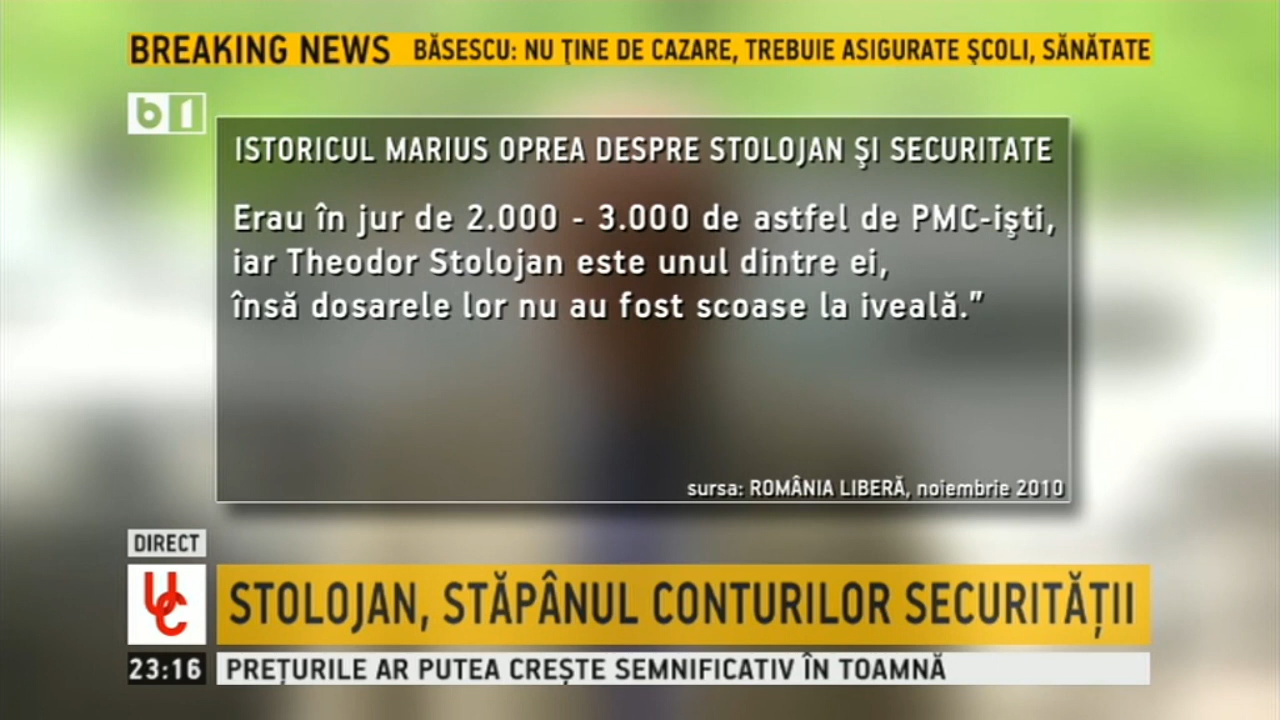 BREAKING NEWS BĂSESCU: NU ŢINE DE CAZARE, TREBUIE ASIGURATE ŞCOLI, SĂNĂTATE
b1
ISTORICUL MARIUS OPREA DESPRE STOLOJAN ŞI SECURITATE
Erau în jur de 2.000 - 3.000 de astfel de PMC-işti,
iar Theodor Stolojan este unul dintre ei,
însă dosarele lor nu au fost scoase la iveală.”
sursa: ROMÂNIA LIBERĂ, noiembrie 2010
DIRECT
UC
STOLOJAN, STĂPÂNUL CONTURILOR SECURITĂȚII
23:16 PREȚURILE AR PUTEA CREȘTE SEMNIFICATIV ÎN TOAMNĂ